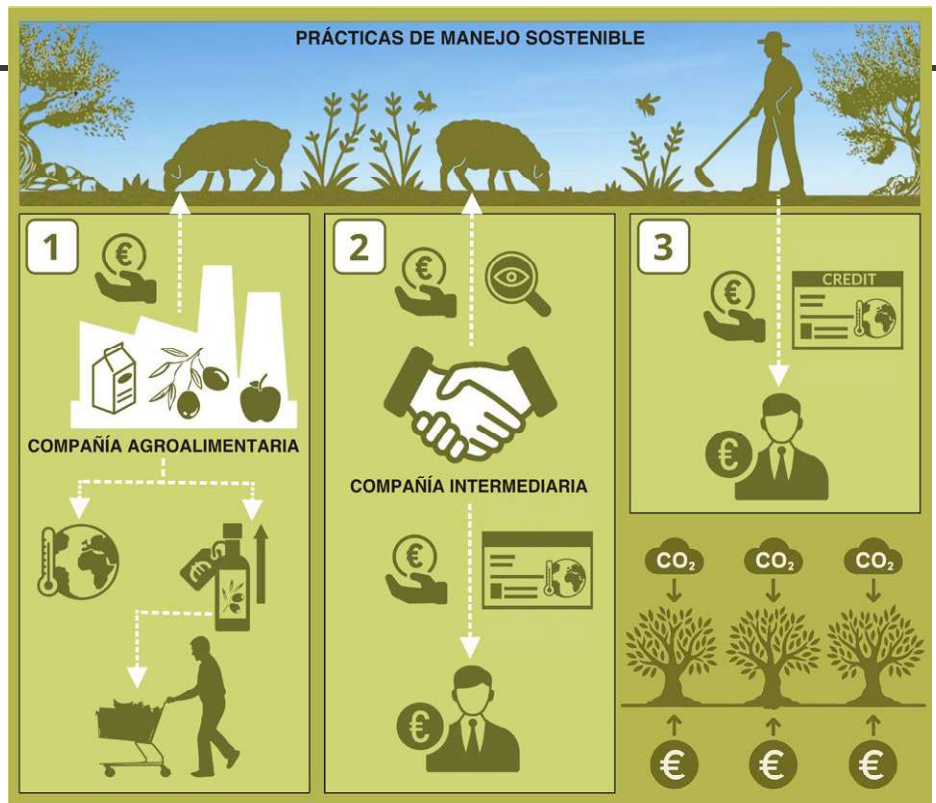 PRÁCTICAS DE MANEJO SOSTENIBLE
1
€
COMPAÑÍA AGROALIMENTARIA
€
2
€
COMPAÑÍA INTERMEDIARIA
€
€
3
€
CREDIT
€
CO₂ CO₂ CO₂
€ € €